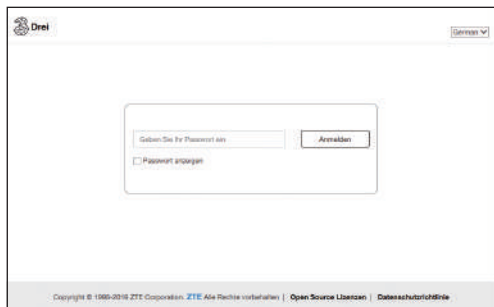 Drei
German
Geben Sie Ihr Passwort ein
Anmelden
Passwort anzeigen
Copyright © 1998-2016 ZTE Corporation. ZTE Alle Rechte vorbehalten | Open Source Lizenzen | Datenschutzrichtlinie